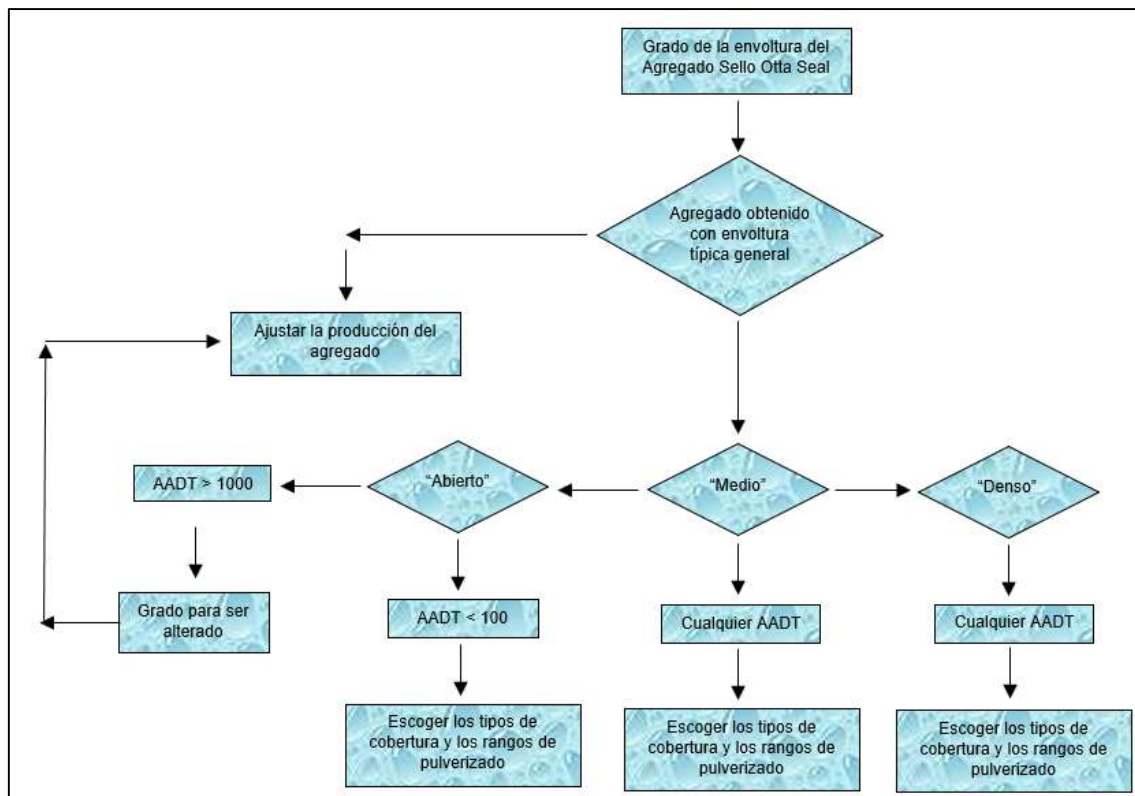 Grado de la envoltura del
Agregado Sello Otta Seal
Agregado obtenido
con envoltura
típica general
Ajustar la producción del
agregado
AADT > 1000
“Abierto”
“Medio”
“Denso”
Grado para ser
alterado
AADT < 100
Cualquier AADT
Cualquier AADT
Escoger los tipos de
cobertura y los rangos de
pulverizado
Escoger los tipos de
cobertura y los rangos de
pulverizado
Escoger los tipos de
cobertura y los rangos de
pulverizado